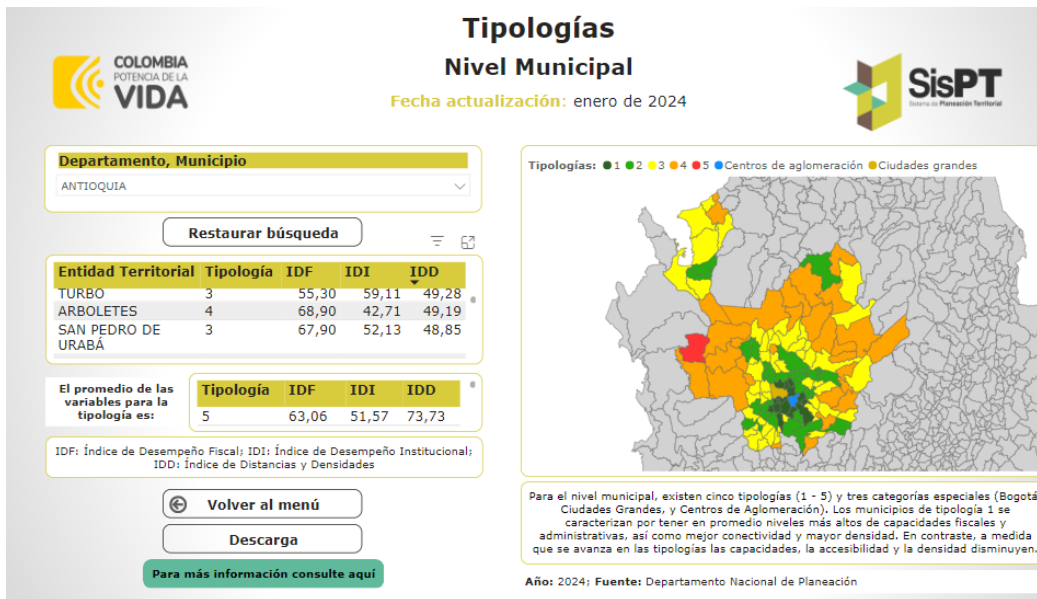 Tipologías
Nivel Municipal
Fecha actualización: enero de 2024
COLOMBIA
POTENCIA DE LA
VIDA
SisPT
Sistema de Planeación Territorial
Departamento, Municipio
ANTIOQUIA
Restaurar búsqueda
Entidad Territorial Tipología IDF IDI IDD
TURBO 3 55,30 59,11 49,28
ARBOLETES 4 68,90 42,71 49,19
SAN PEDRO DE 3 67,90 52,13 48,85
URABÁ
El promedio de las
variables para la
tipología es:
Tipología IDF IDI IDD
5 63,06 51,57 73,73
IDF: Índice de Desempeño Fiscal; IDI: Índice de Desempeño Institucional;
IDD: Índice de Distancias y Densidades
Volver al menú
Descarga
Para más información consulte aquí
Tipologías: 1 2 3 4 5 Centros de aglomeración Ciudades grandes
Para el nivel municipal, existen cinco tipologías (1 - 5) y tres categorías especiales (Bogotá
Ciudades Grandes, y Centros de Aglomeración). Los municipios de tipología 1 se
caracterizan por tener en promedio niveles más altos de capacidades fiscales y
administrativas, así como mejor conectividad y mayor densidad. En contraste, a medida
que se avanza en las tipologías las capacidades, la accesibilidad y la densidad disminuyen.
Año: 2024; Fuente: Departamento Nacional de Planeación